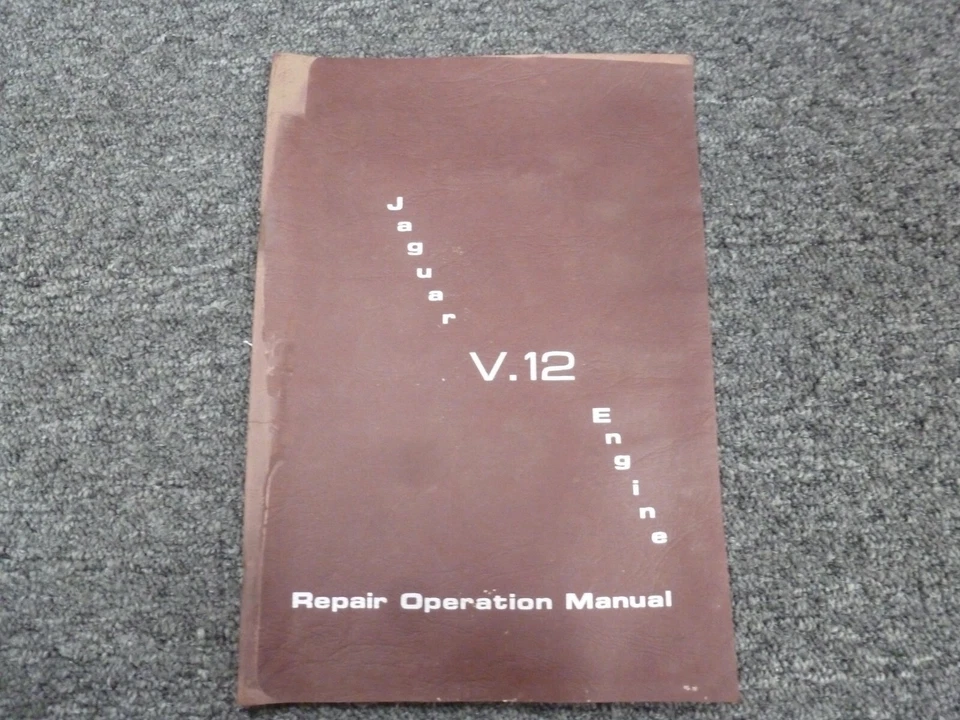 Jaguar
V.12
Engine
Repair Operation Manual